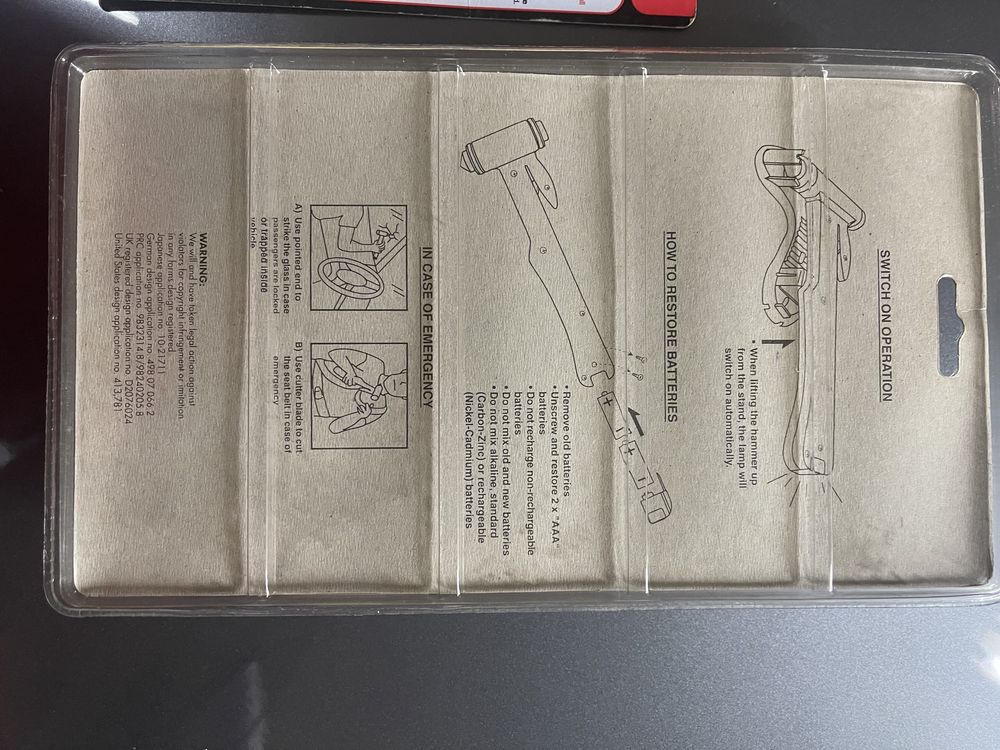 SWITCH ON OPERATION
• When lifting the hammer up
from the stand, the lamp will
switch on automatically.
HOW TO RESTORE BATTERIES
• Remove old batteries
• Unscrew and restore 2 x "AAA"
batteries
• Do not recharge non-rechargeable
batteries
• Do not mix old and new batteries
• Do not mix alkaline, standard
(Carbon-Zinc) or rechargeable
(Nickel-Cadmium) batteries
IN CASE OF EMERGENCY
A) Use pointed end to
strike the glass in case
passengers are locked
or trapped inside
vehicle
B) Use cutter blade to cut
the seat belt in case of
emergency
WARNING:
We will and have taken legal action against
violators for copyright infringement or imitation
in any forms design registered.
Japanese application no. 10-21711
German design application no. 498 07 066.2
PRC application no. 9832314.8/98240205.8
UK registered design application no. D2076024
United States design application no. 413,781